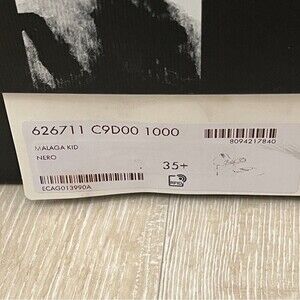 626711 C9D00 1000
MALAGA KID
NERO
8094217840
35+
ECAG013990A